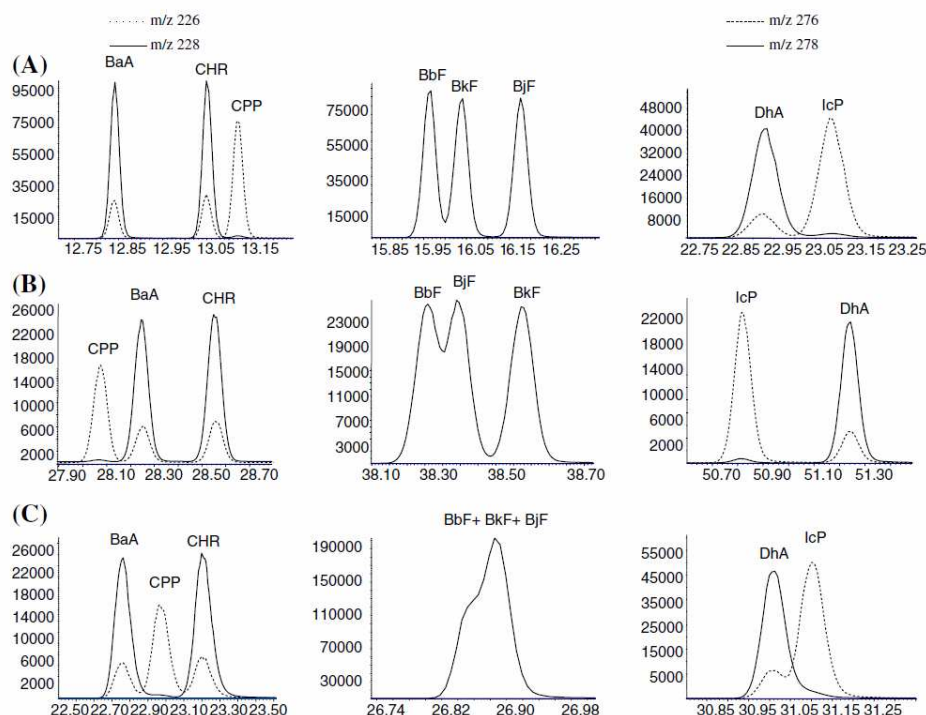 m/z 226
m/z 228
m/z 276
m/z 278
(A)
BaA
CHR
CPP
95000
75000
55000
35000
15000
12.75 12.85 12.95 13.05 13.15
BbF
BkF
BjF
75000
55000
35000
15000
15.85 15.95 16.05 16.15 16.25
DhA
IcP
48000
40000
32000
24000
16000
8000
22.75 22.85 22.95 23.05 23.15 23.25
(B)
CPP
BaA
CHR
26000
22000
18000
14000
10000
6000
2000
27.90 28.10 28.30 28.50 28.70
BbF
BjF
BkF
23000
19000
15000
11000
7000
3000
38.10 38.30 38.50 38.70
IcP
DhA
22000
18000
14000
10000
6000
2000
50.70 50.90 51.10 51.30
(C)
BaA
CPP
CHR
26000
22000
18000
14000
10000
6000
2000
22.50 22.70 22.90 23.10 23.30 23.50
BbF+ BkF+ BjF
190000
150000
110000
70000
30000
26.74 26.82 26.90 26.98
DhA
IcP
55000
45000
35000
25000
15000
5000
30.85 30.95 31.05 31.15 31.25